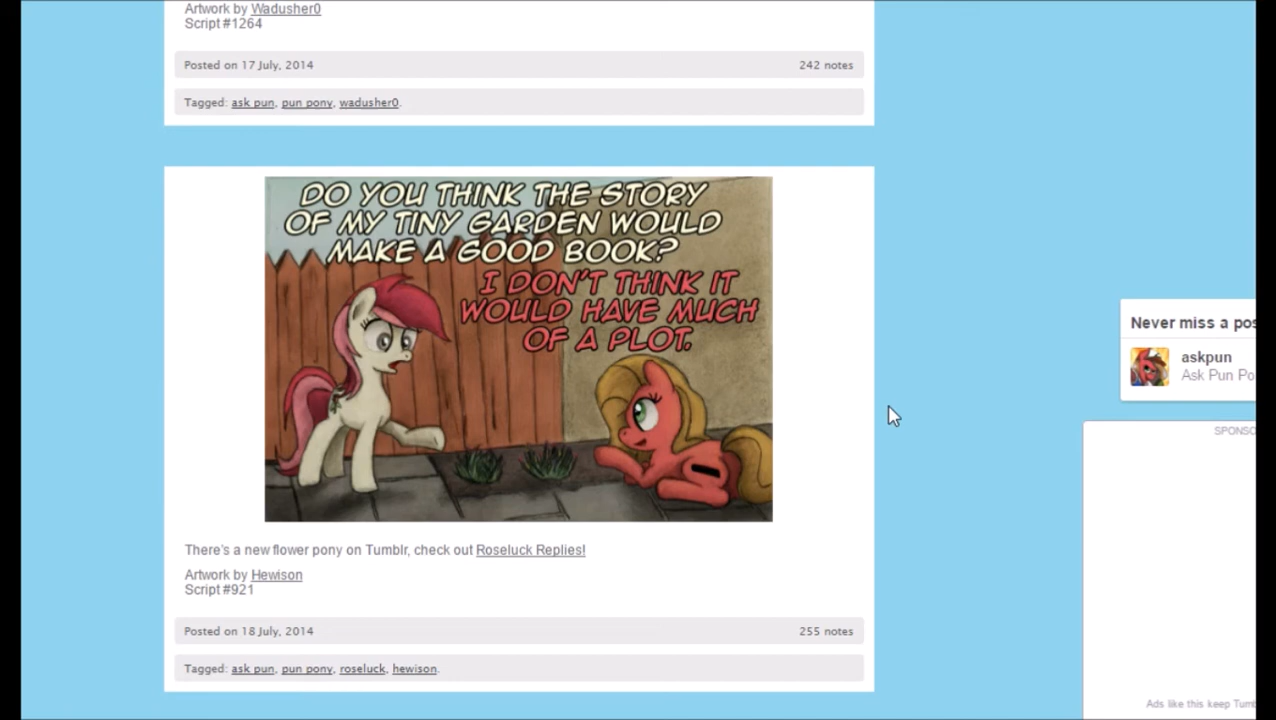 Artwork by Wadusher0
Script #1264
Posted on 17 July, 2014
242 notes
Tagged: ask pun, pun pony, wadusher0.
DO YOU THINK THE STORY
OF MY TINY GARDEN WOULD
MAKE A GOOD BOOK?
I DON'T THINK IT
WOULD HAVE MUCH
OF A PLOT.
There's a new flower pony on Tumblr, check out Roseluck Replies!
Artwork by Hewison
Script #921
Posted on 18 July, 2014
255 notes
Tagged: ask pun, pun pony, roseluck, hewison.
Never miss a pos
askpun
Ask Pun Po
SPONSO
Ads like this keep Tumb